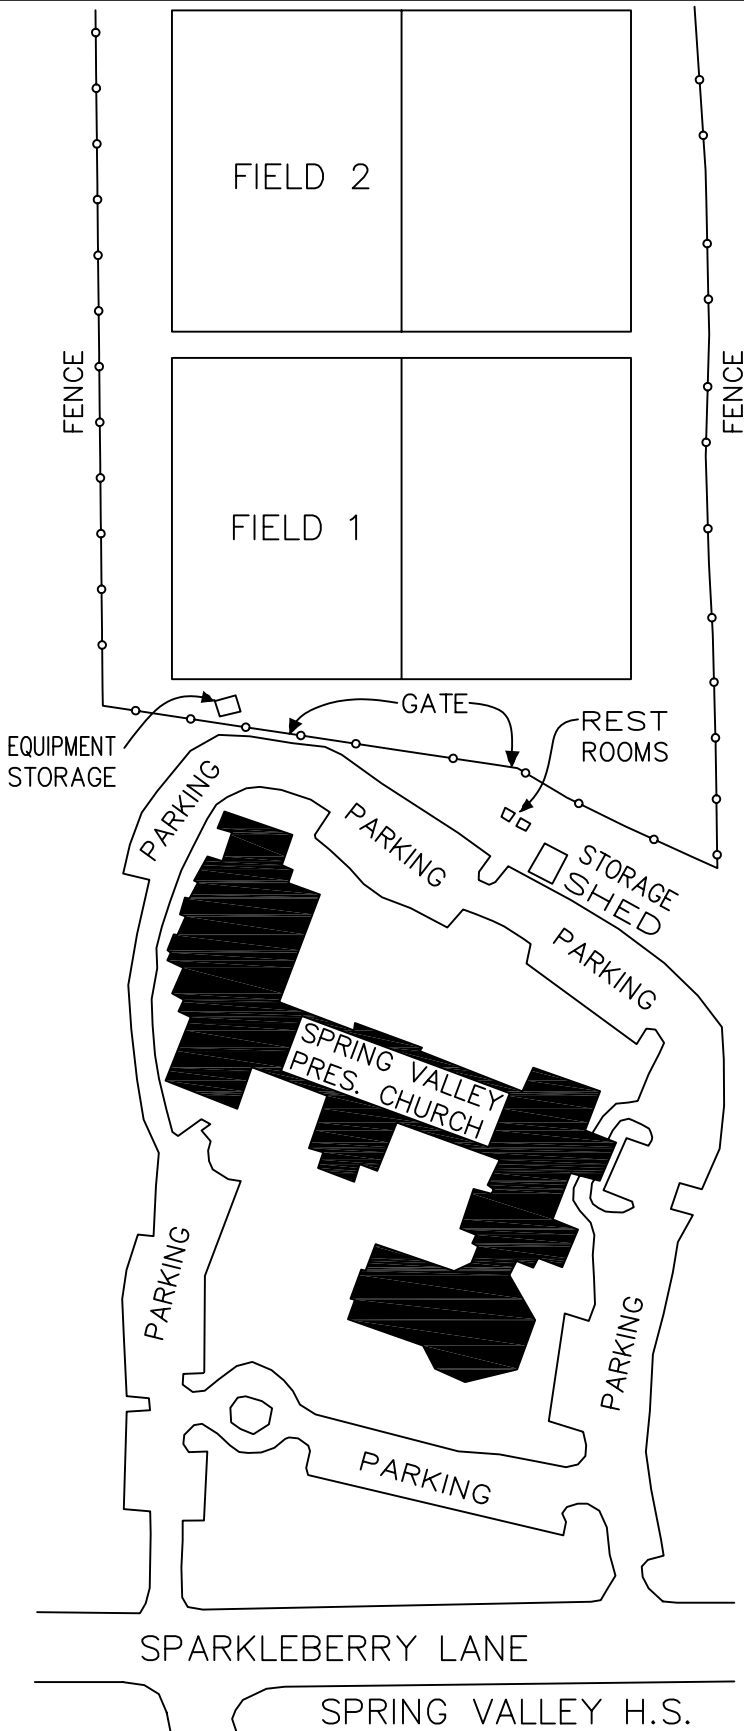 FIELD 2
FENCE
FENCE
FIELD 1
GATE
REST
ROOMS
EQUIPMENT
STORAGE
PARKING
PARKING
STORAGE
SHED
PARKING
SPRING VALLEY
PRES. CHURCH
PARKING
PARKING
PARKING
SPARKLEBERRY LANE
SPRING VALLEY H.S.